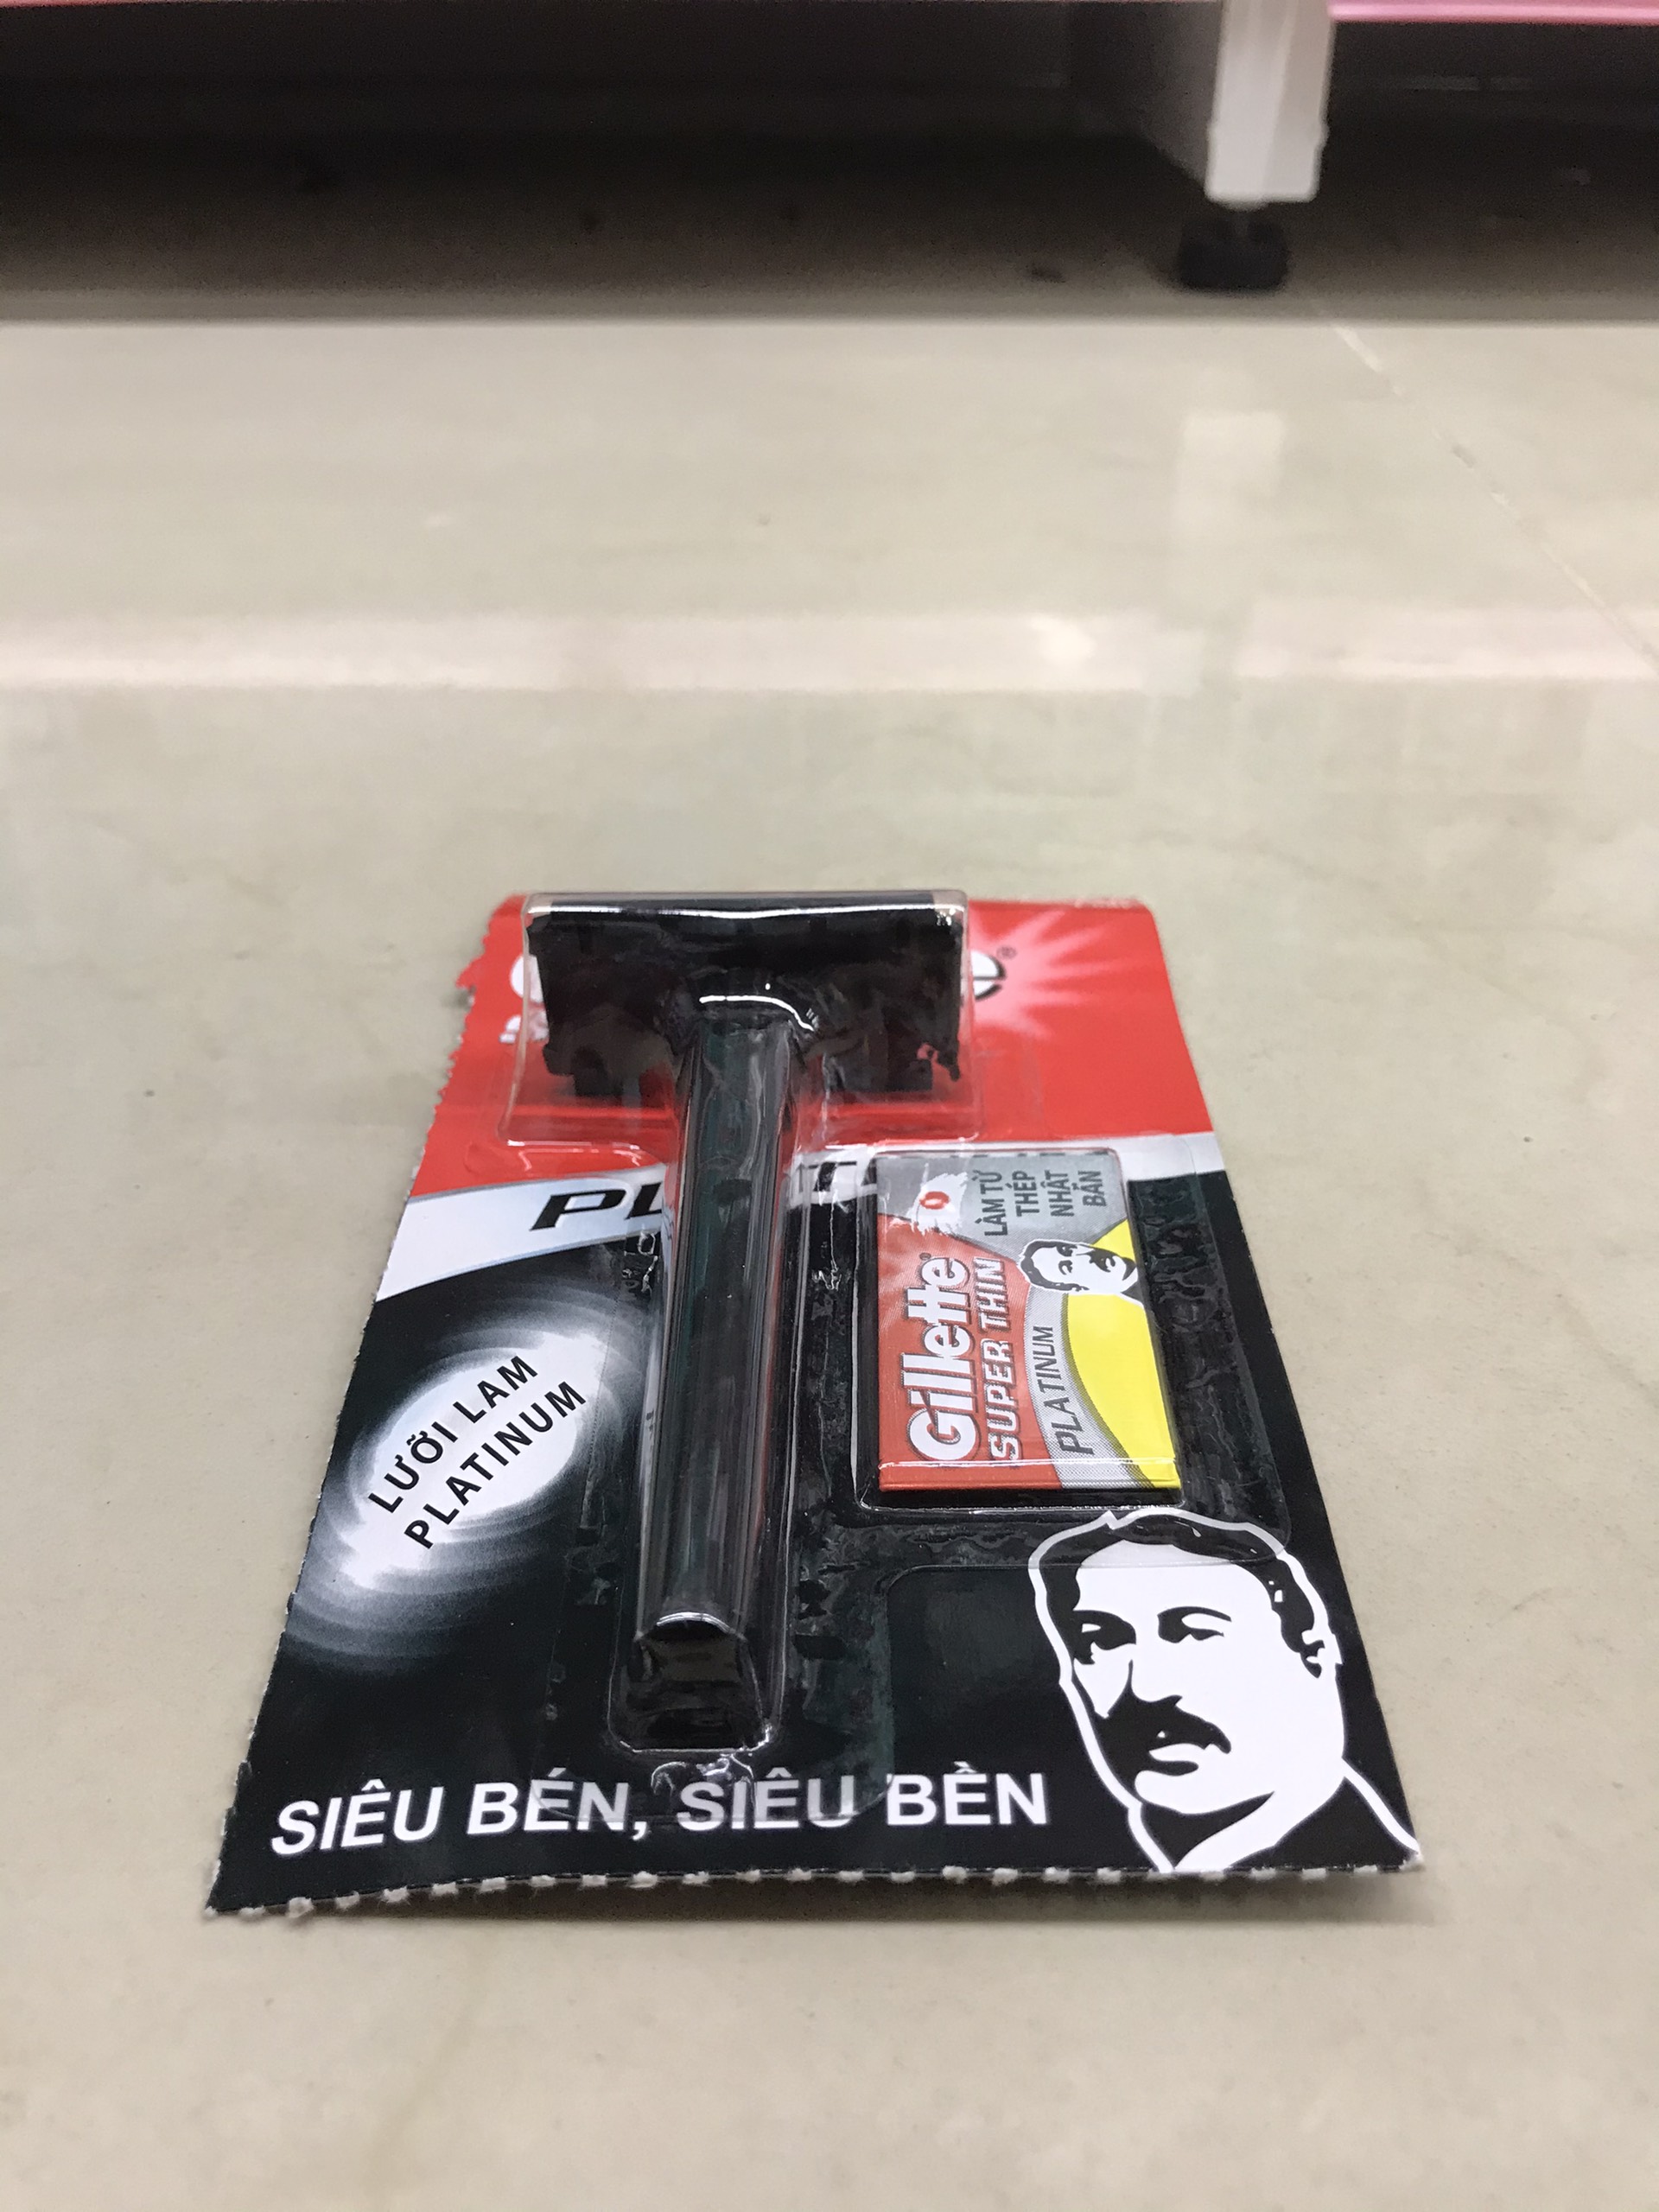 LƯỠI LAM
PLATINUM
Gillette
SUPER THIN
PLATINUM
LÀM TỪ
THÉP
NHẬT
BẢN
SIÊU BÉN, SIÊU BỀN